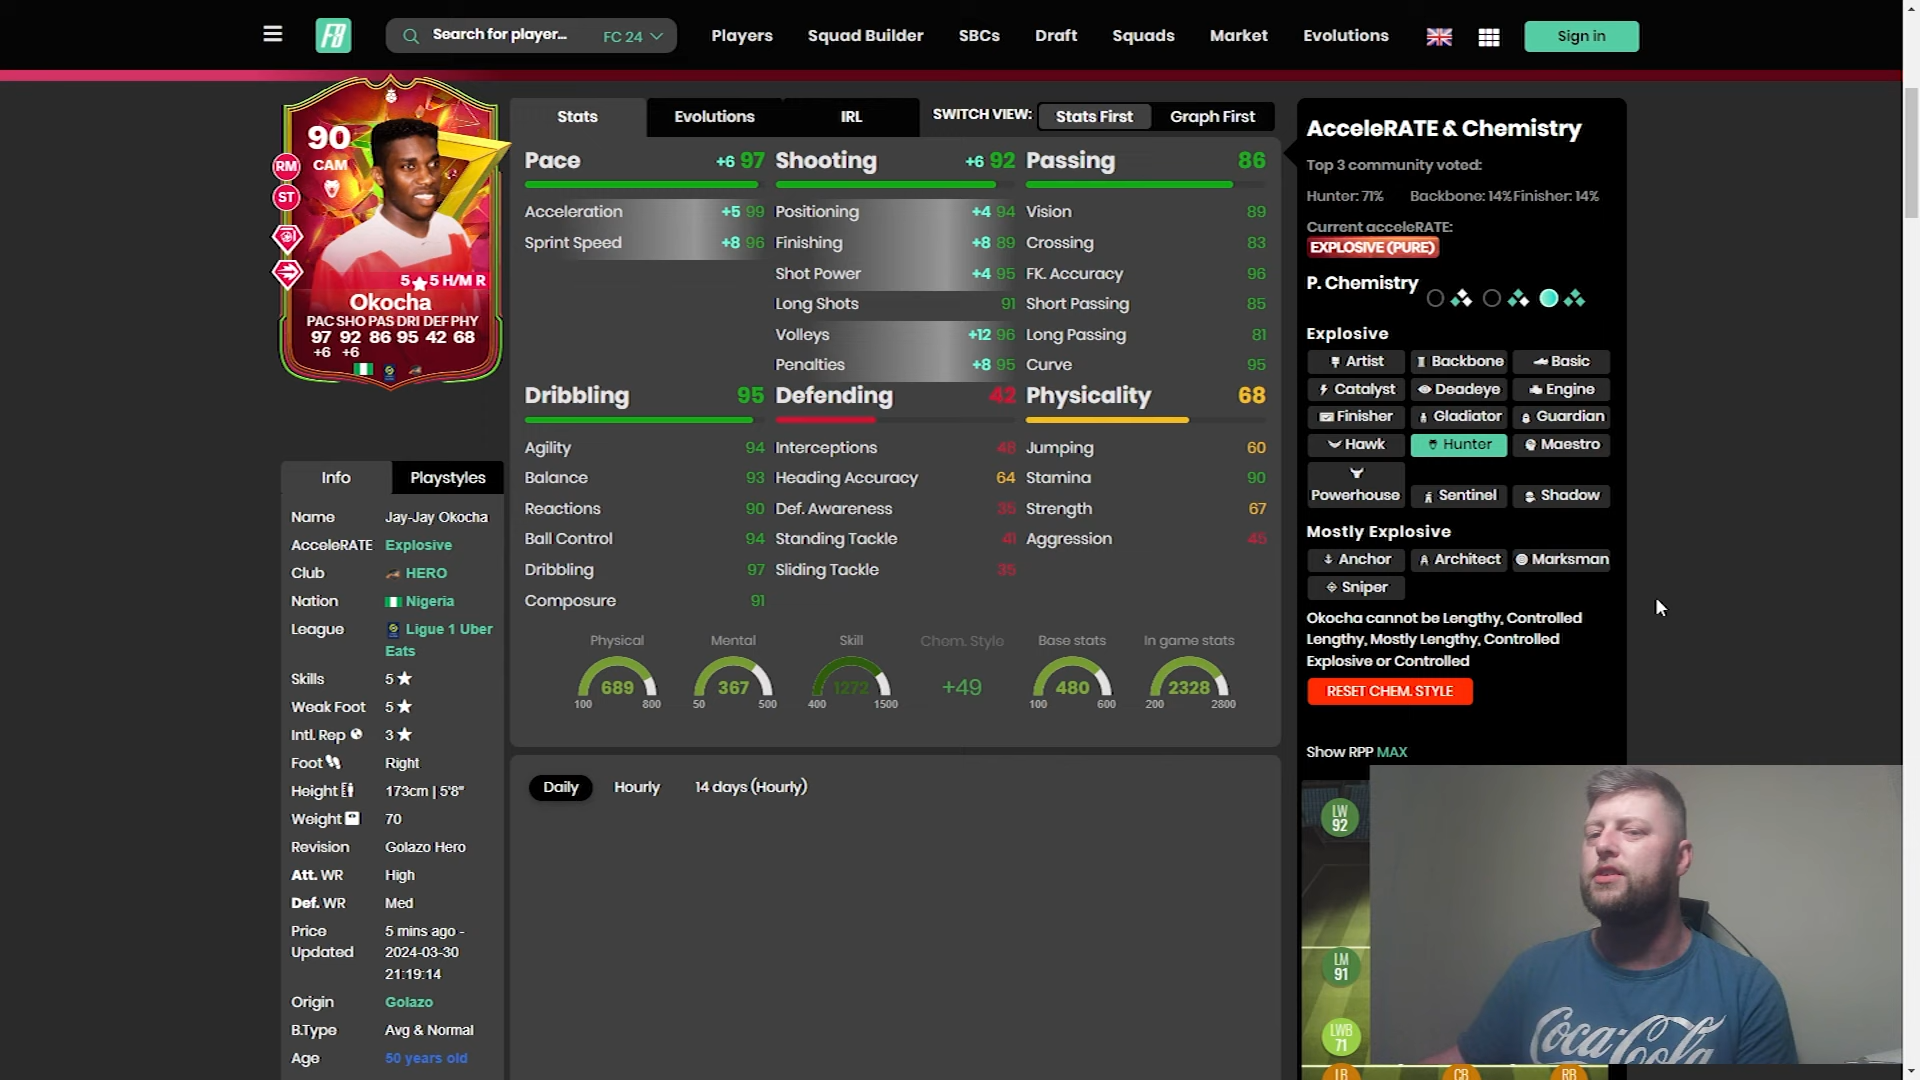 F8
Search for player...
FC 24
Players
Squad Builder
SBCs
Draft
Squads
Market
Evolutions
Sign in
90
CAM
RM
ST
5 ★ 5 H/M R
Okocha
PAC SHO PAS DRI DEF PHY
97 92 86 95 42 68
+6 +6
Stats
Evolutions
IRL
SWITCH VIEW:
Stats First
Graph First
Pace +6 97
Acceleration +5 99
Sprint Speed +8 96
Shooting +6 92
Positioning +4 94
Finishing +8 89
Shot Power +4 95
Long Shots 91
Volleys +12 96
Penalties +8 95
Passing 86
Vision 89
Crossing 83
FK. Accuracy 96
Short Passing 85
Long Passing 81
Curve 95
Dribbling 95
Agility 94
Balance 93
Reactions 90
Ball Control 94
Dribbling 97
Composure 91
Defending 42
Interceptions 48
Heading Accuracy 64
Def. Awareness 35
Standing Tackle 41
Sliding Tackle 35
Physicality 68
Jumping 60
Stamina 90
Strength 67
Aggression 45
Physical
689
100 800
Mental
367
50 500
Skill
1272
400 1500
Chem. Style
+49
Base stats
480
100 600
In game stats
2328
200 2800
Daily
Hourly
14 days (Hourly)
Info
Playstyles
Name Jay-Jay Okocha
AcceleRATE Explosive
Club HERO
Nation Nigeria
League Ligue 1 Uber
Eats
Skills 5 ★
Weak Foot 5 ★
Intl. Rep 3 ★
Foot Right
Height 173cm | 5'8"
Weight 70
Revision Golazo Hero
Att. WR High
Def. WR Med
Price 5 mins ago -
Updated 2024-03-30
21:19:14
Origin Golazo
B.Type Avg & Normal
Age 50 years old
AcceleRATE & Chemistry
Top 3 community voted:
Hunter: 71% Backbone: 14% Finisher: 14%
Current acceleRATE:
EXPLOSIVE (PURE)
P. Chemistry
Explosive
Artist Backbone Basic
Catalyst Deadeye Engine
Finisher Gladiator Guardian
Hawk Hunter Maestro
Powerhouse Sentinel Shadow
Mostly Explosive
Anchor Architect Marksman
Sniper
Okocha cannot be Lengthy, Controlled
Lengthy, Mostly Lengthy, Controlled
Explosive or Controlled
RESET CHEM. STYLE
Show RPP MAX
LW
92
LM
91
LWB
71
LB
CB
RB
Coca-Cola